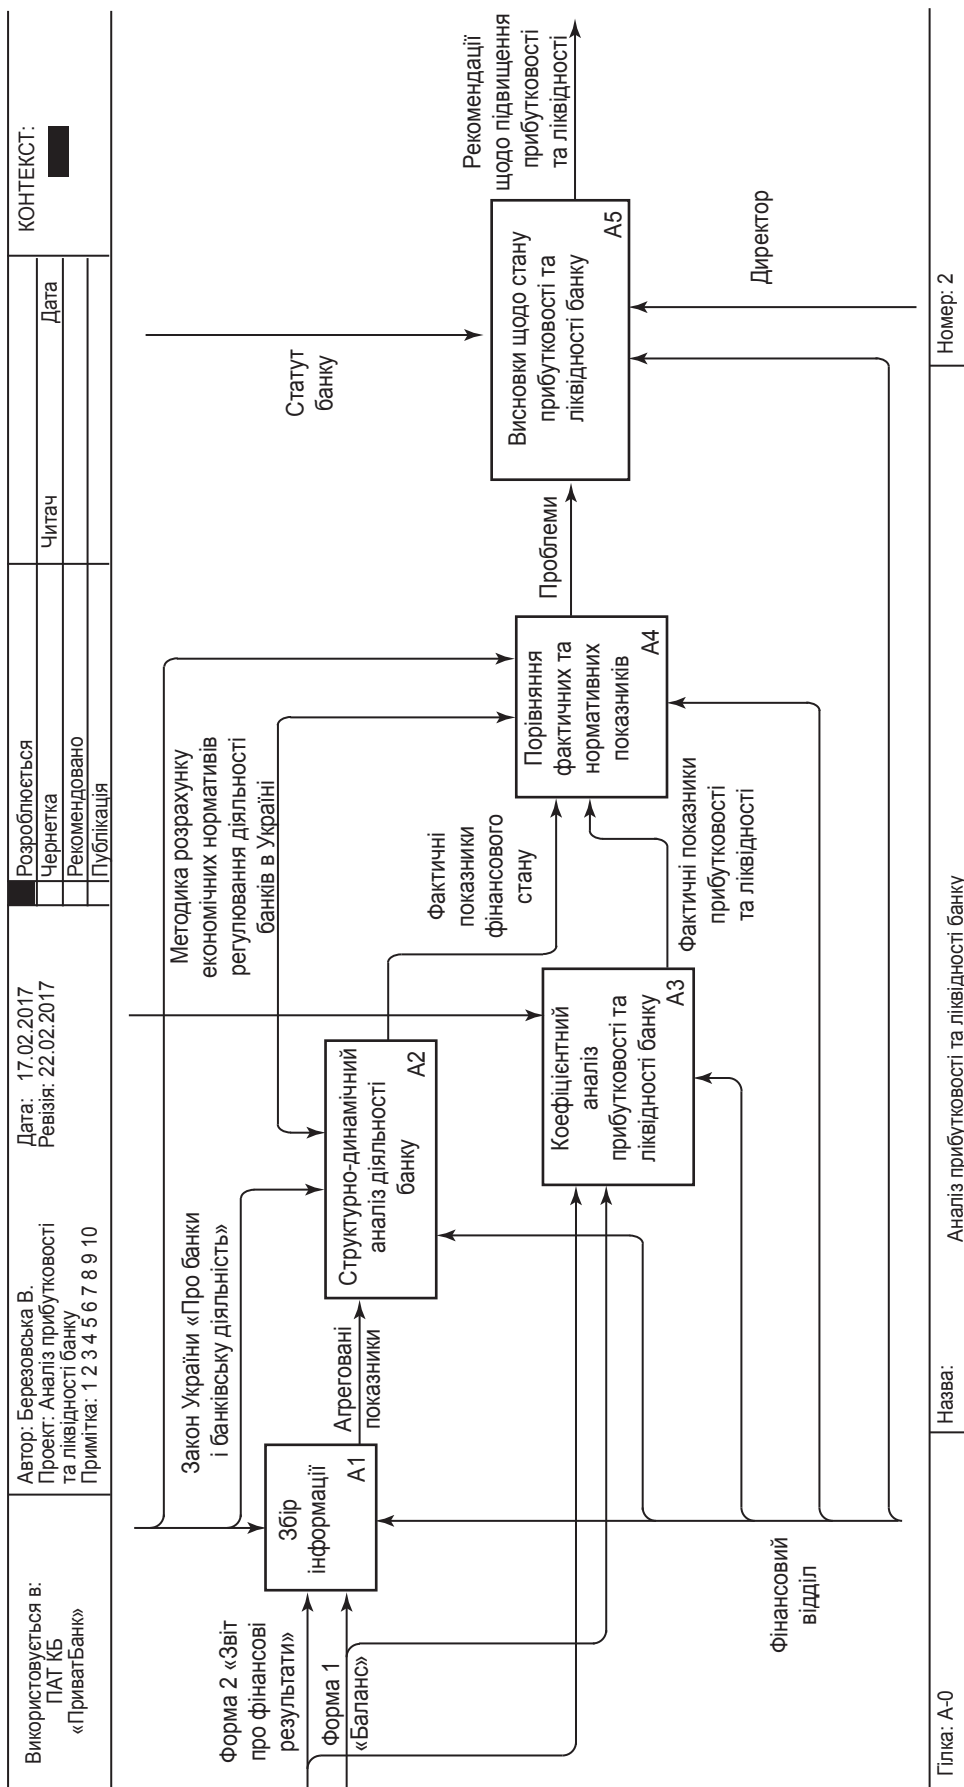 Використовується в:
ПАТ КБ
«ПриватБанк»
Автор: Березовська В.
Проект: Аналіз прибутковості
та ліквідності банку
Примітка: 1 2 3 4 5 6 7 8 9 10
Дата: 17.02.2017
Ревізія: 22.02.2017
Розроблюється
Чернетка
Рекомендовано
Публікація
Читач
Дата
КОНТЕКСТ:
Закон України «Про банки
і банківську діяльність»
Методика розрахунку
економічних нормативів
регулювання діяльності
банків в Україні
Статут
банку
Форма 2 «Звіт
про фінансові
результати»
Форма 1
«Баланс»
Збір
інформації
А1
Агреговані
показники
Структурно-динамічний
аналіз діяльності
банку
А2
Фактичні
показники
фінансового
стану
Коефіцієнтний
аналіз
прибутковості та
ліквідності банку
А3
Фактичні показники
прибутковості
та ліквідності
Порівняння
фактичних та
нормативних
показників
А4
Проблеми
Висновки щодо стану
прибутковості та
ліквідності банку
А5
Рекомендації
щодо підвищення
прибутковості
та ліквідності
Фінансовий
відділ
Директор
Гілка: А-0
Назва:
Аналіз прибутковості та ліквідності банку
Номер: 2